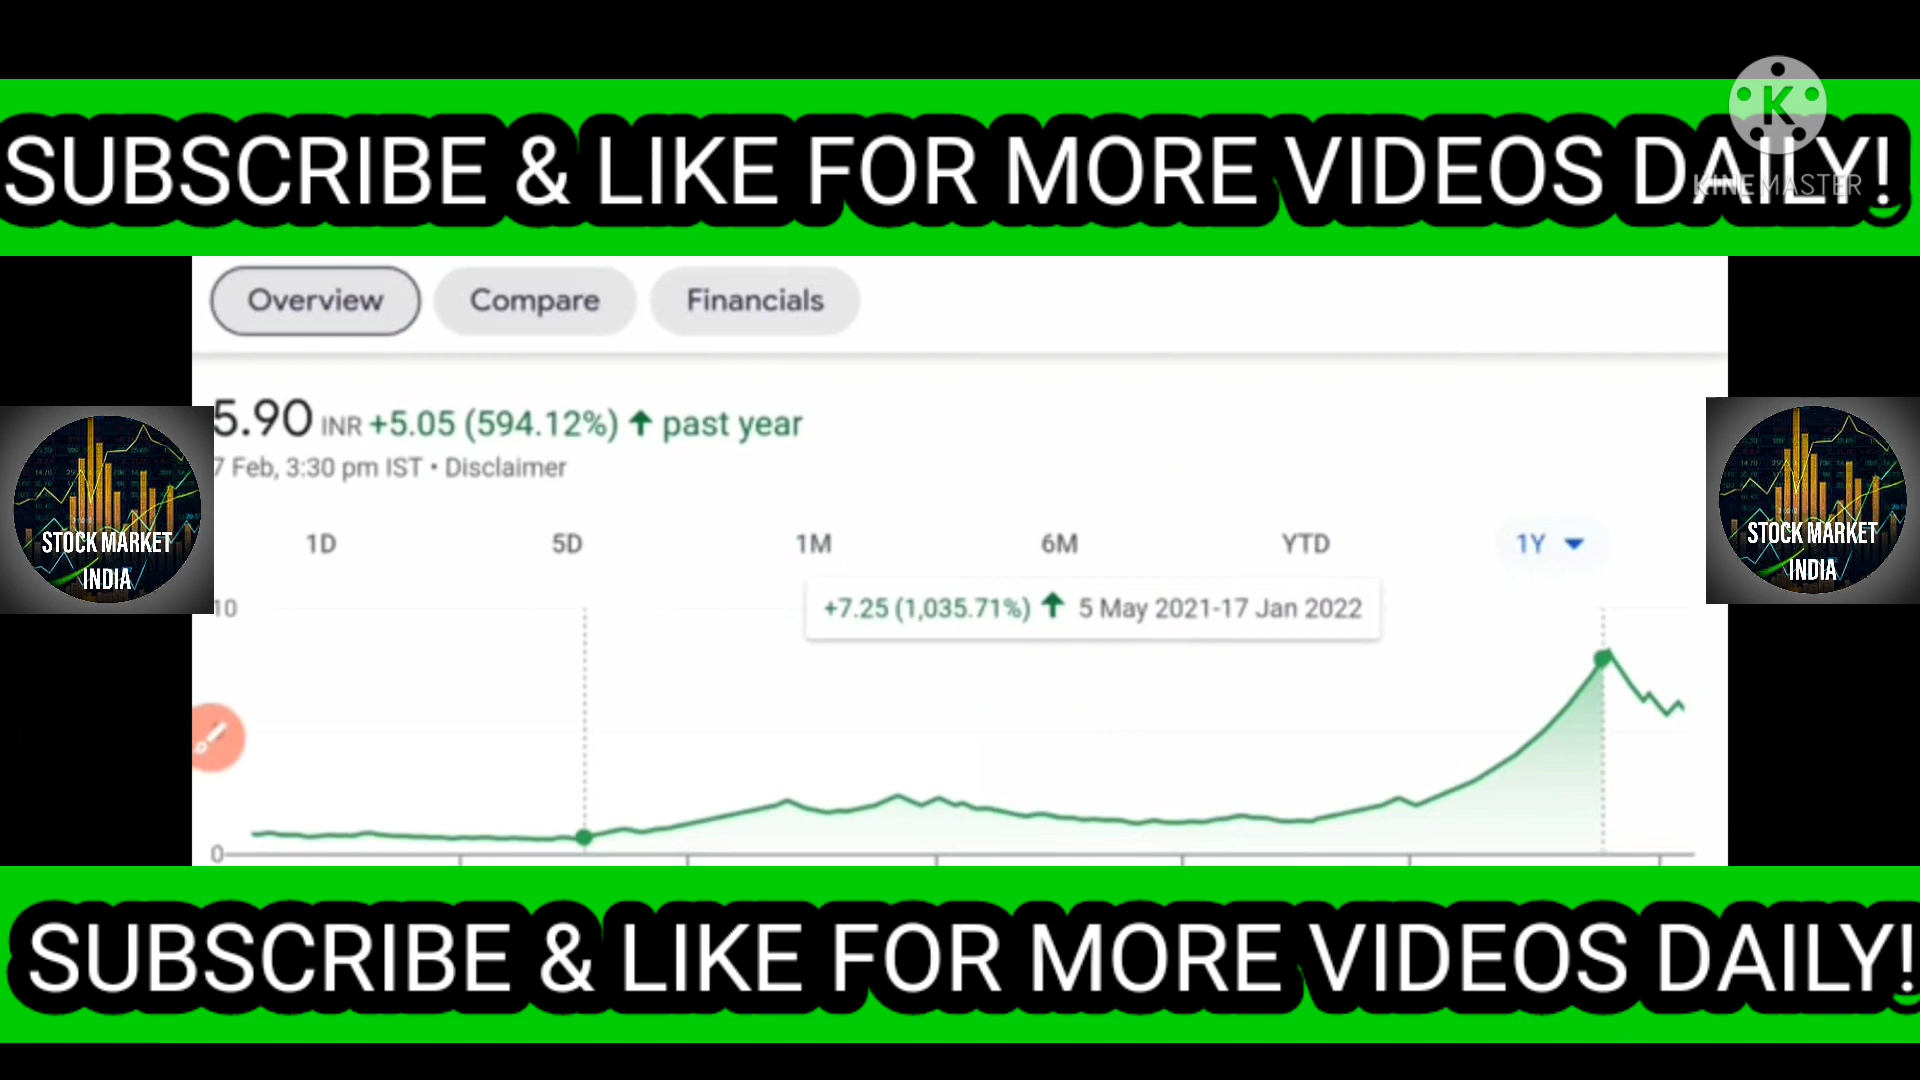 SUBSCRIBE & LIKE FOR MORE VIDEOS DAILY!
KINEMASTER
Overview Compare Financials
5.90 INR +5.05 (594.12%) past year
7 Feb, 3:30 pm IST • Disclaimer
STOCK MARKET
INDIA
STOCK MARKET
INDIA
1D 5D 1M 6M YTD 1Y
+7.25 (1,035.71%) 5 May 2021-17 Jan 2022
10
0
SUBSCRIBE & LIKE FOR MORE VIDEOS DAILY!